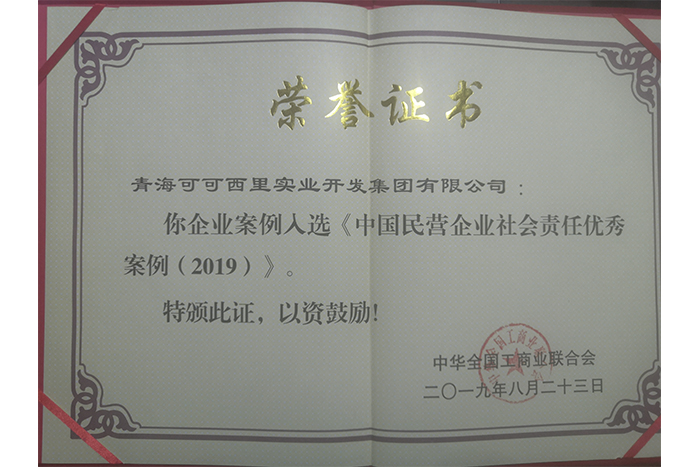 荣誉证书
青海可可西里实业开发集团有限公司：
你企业案例入选《中国民营企业社会责任优秀
案例（2019）》。
特颁此证，以资鼓励！
中华全国工商业联合会
二〇一九年八月二十三日